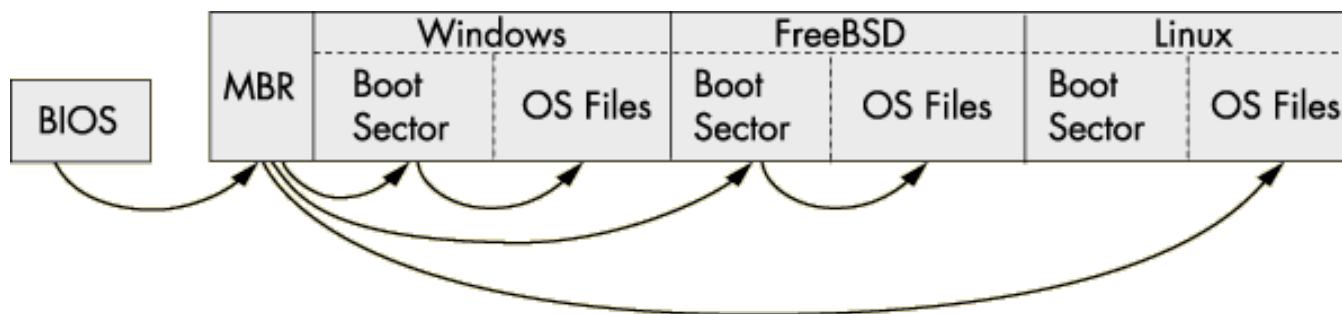 Windows
FreeBSD
Linux
BIOS
MBR
Boot
Sector
OS Files
Boot
Sector
OS Files
Boot
Sector
OS Files